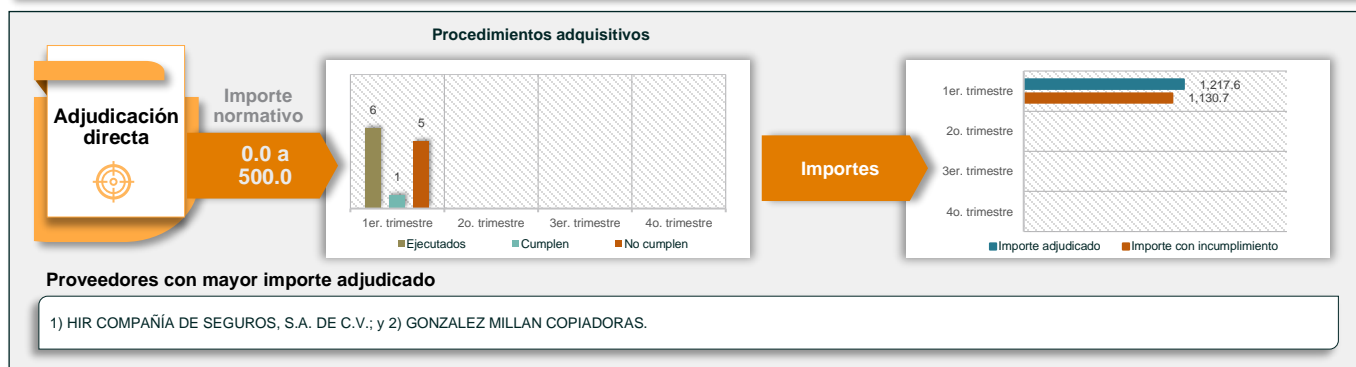 Procedimientos adquisitivos
Adjudicación
directa
Importe
normativo
0.0 a
500.0
6
1
5
1er. trimestre
2o. trimestre
3er. trimestre
4o. trimestre
Ejecutados
Cumplen
No cumplen
Importes
1er. trimestre
2o. trimestre
3er. trimestre
4o. trimestre
1,217.6
1,130.7
Importe adjudicado
Importe con incumplimiento
Proveedores con mayor importe adjudicado
1) HIR COMPAÑÍA DE SEGUROS, S.A. DE C.V.; y 2) GONZALEZ MILLAN COPIADORAS.